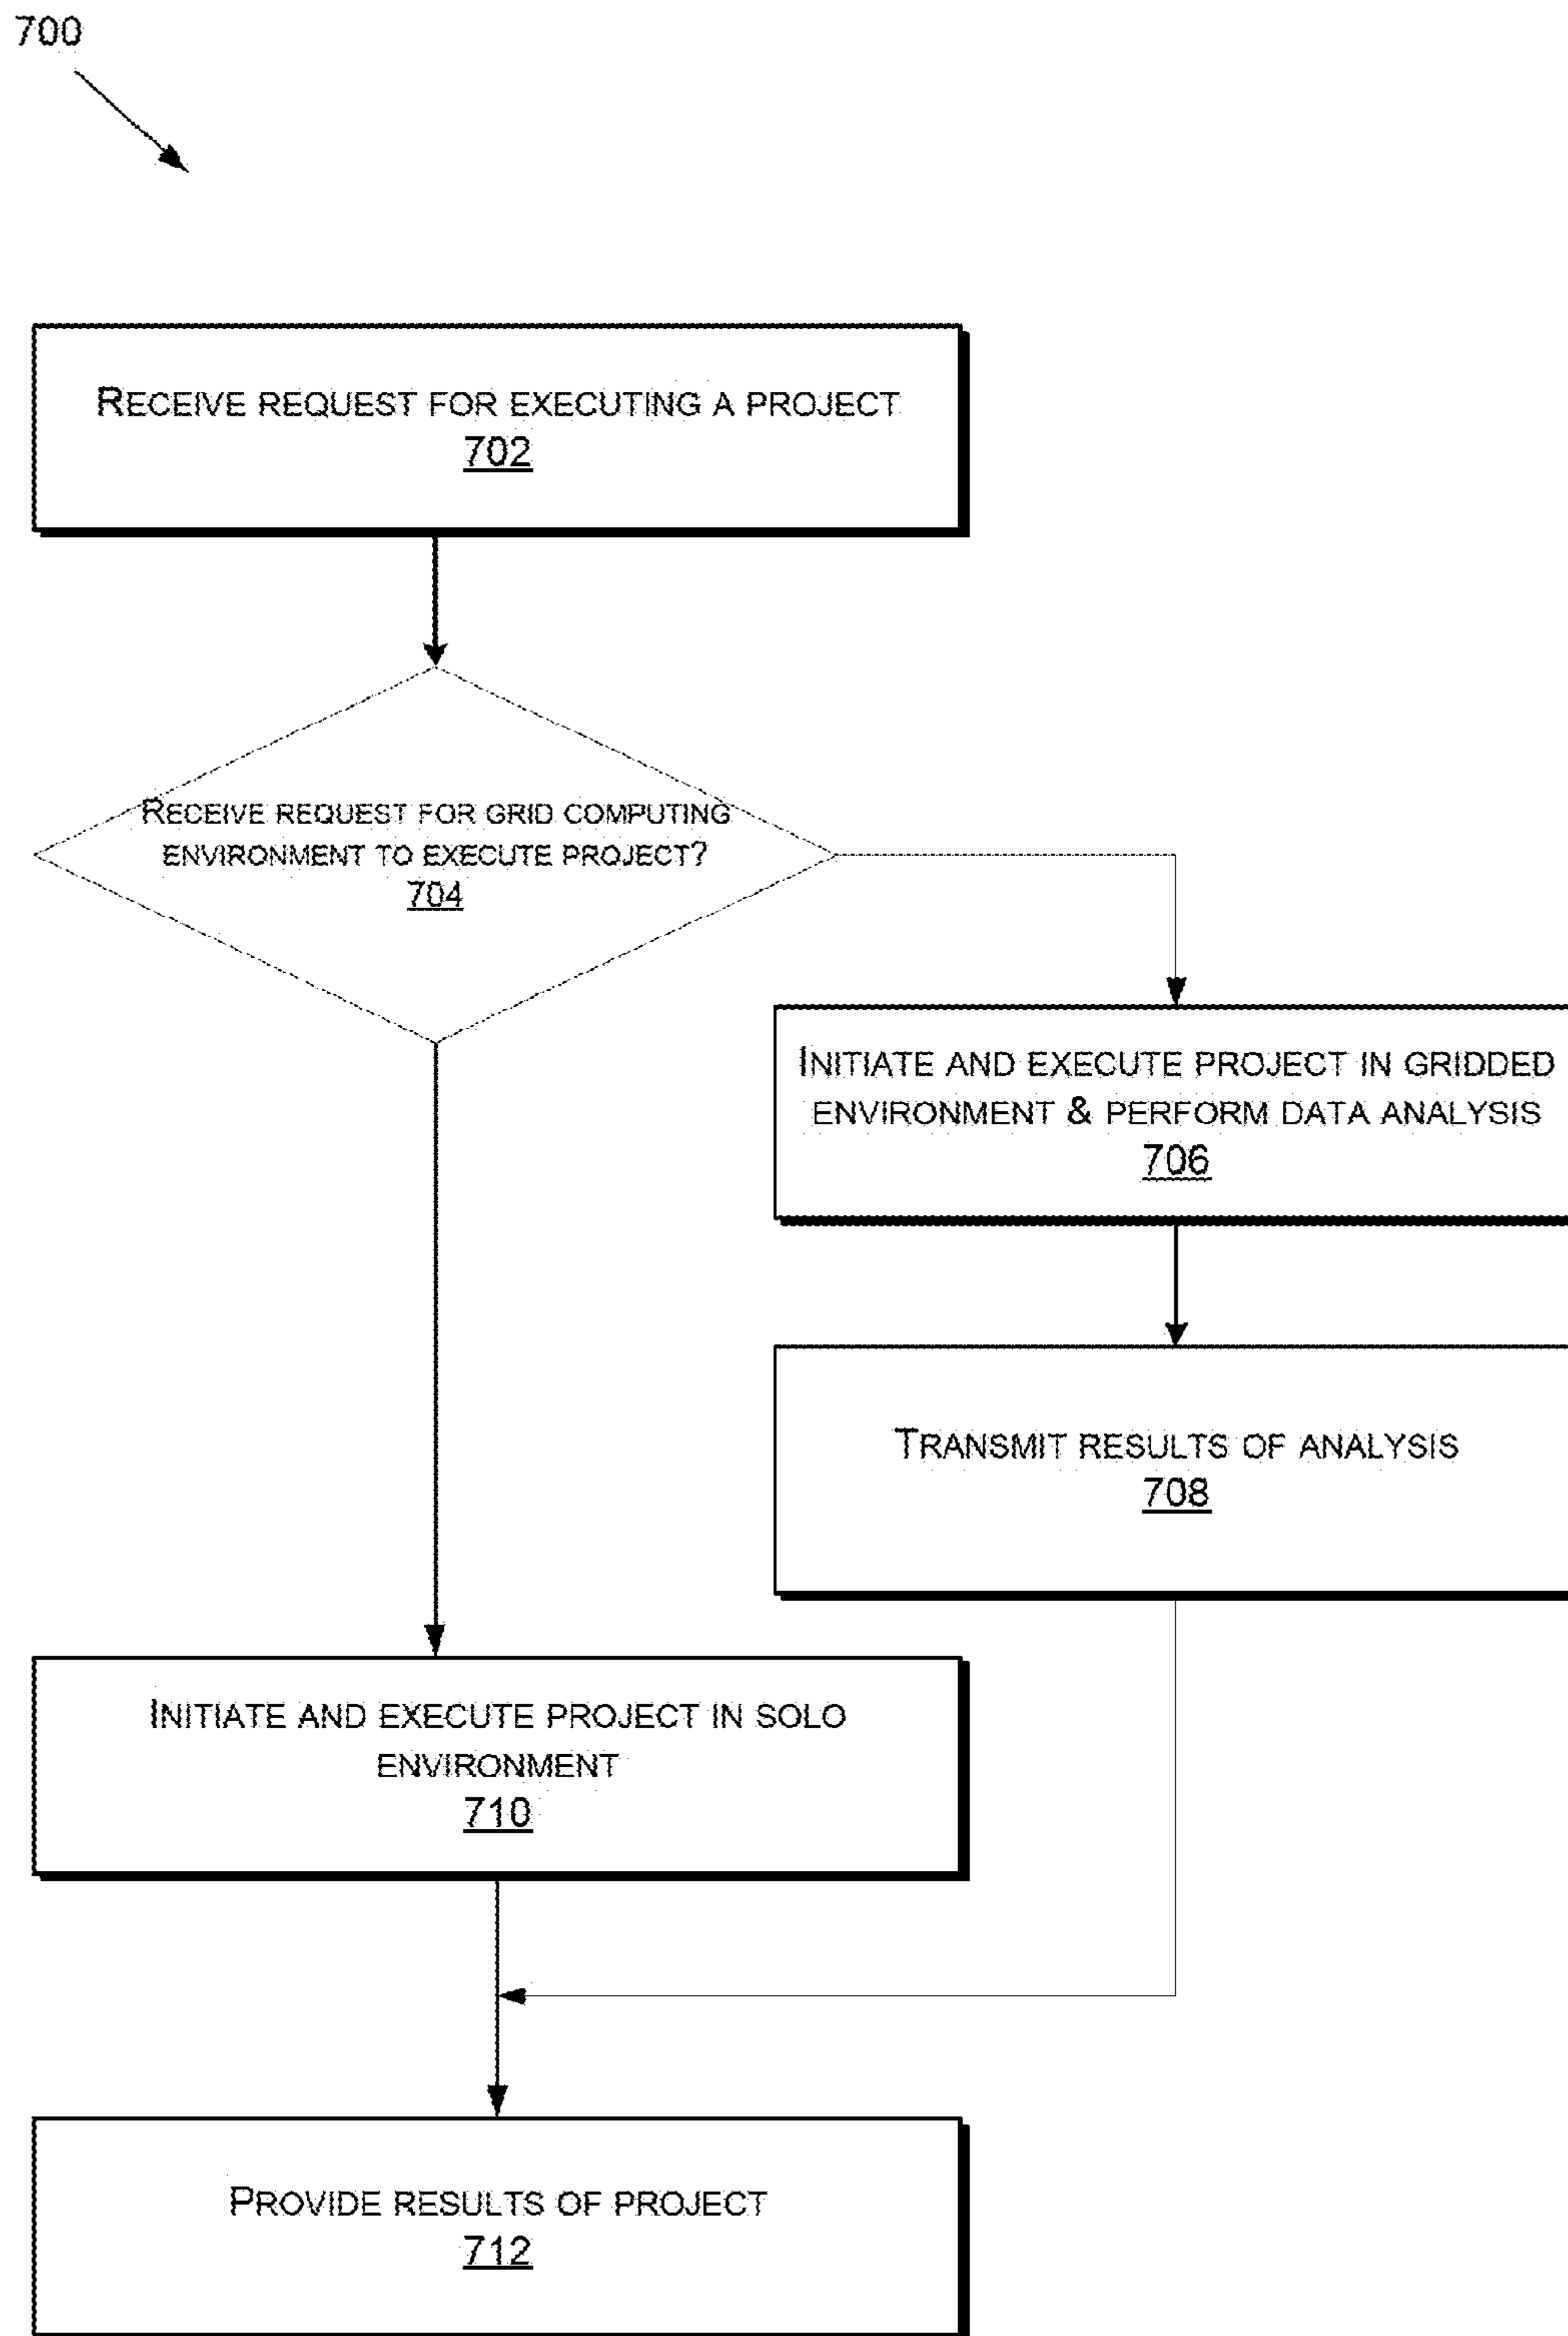 700
RECEIVE REQUEST FOR EXECUTING A PROJECT
702
RECEIVE REQUEST FOR GRID COMPUTING
ENVIRONMENT TO EXECUTE PROJECT?
704
INITIATE AND EXECUTE PROJECT IN GRIDDED
ENVIRONMENT & PERFORM DATA ANALYSIS
706
TRANSMIT RESULTS OF ANALYSIS
708
INITIATE AND EXECUTE PROJECT IN SOLO
ENVIRONMENT
710
PROVIDE RESULTS OF PROJECT
712